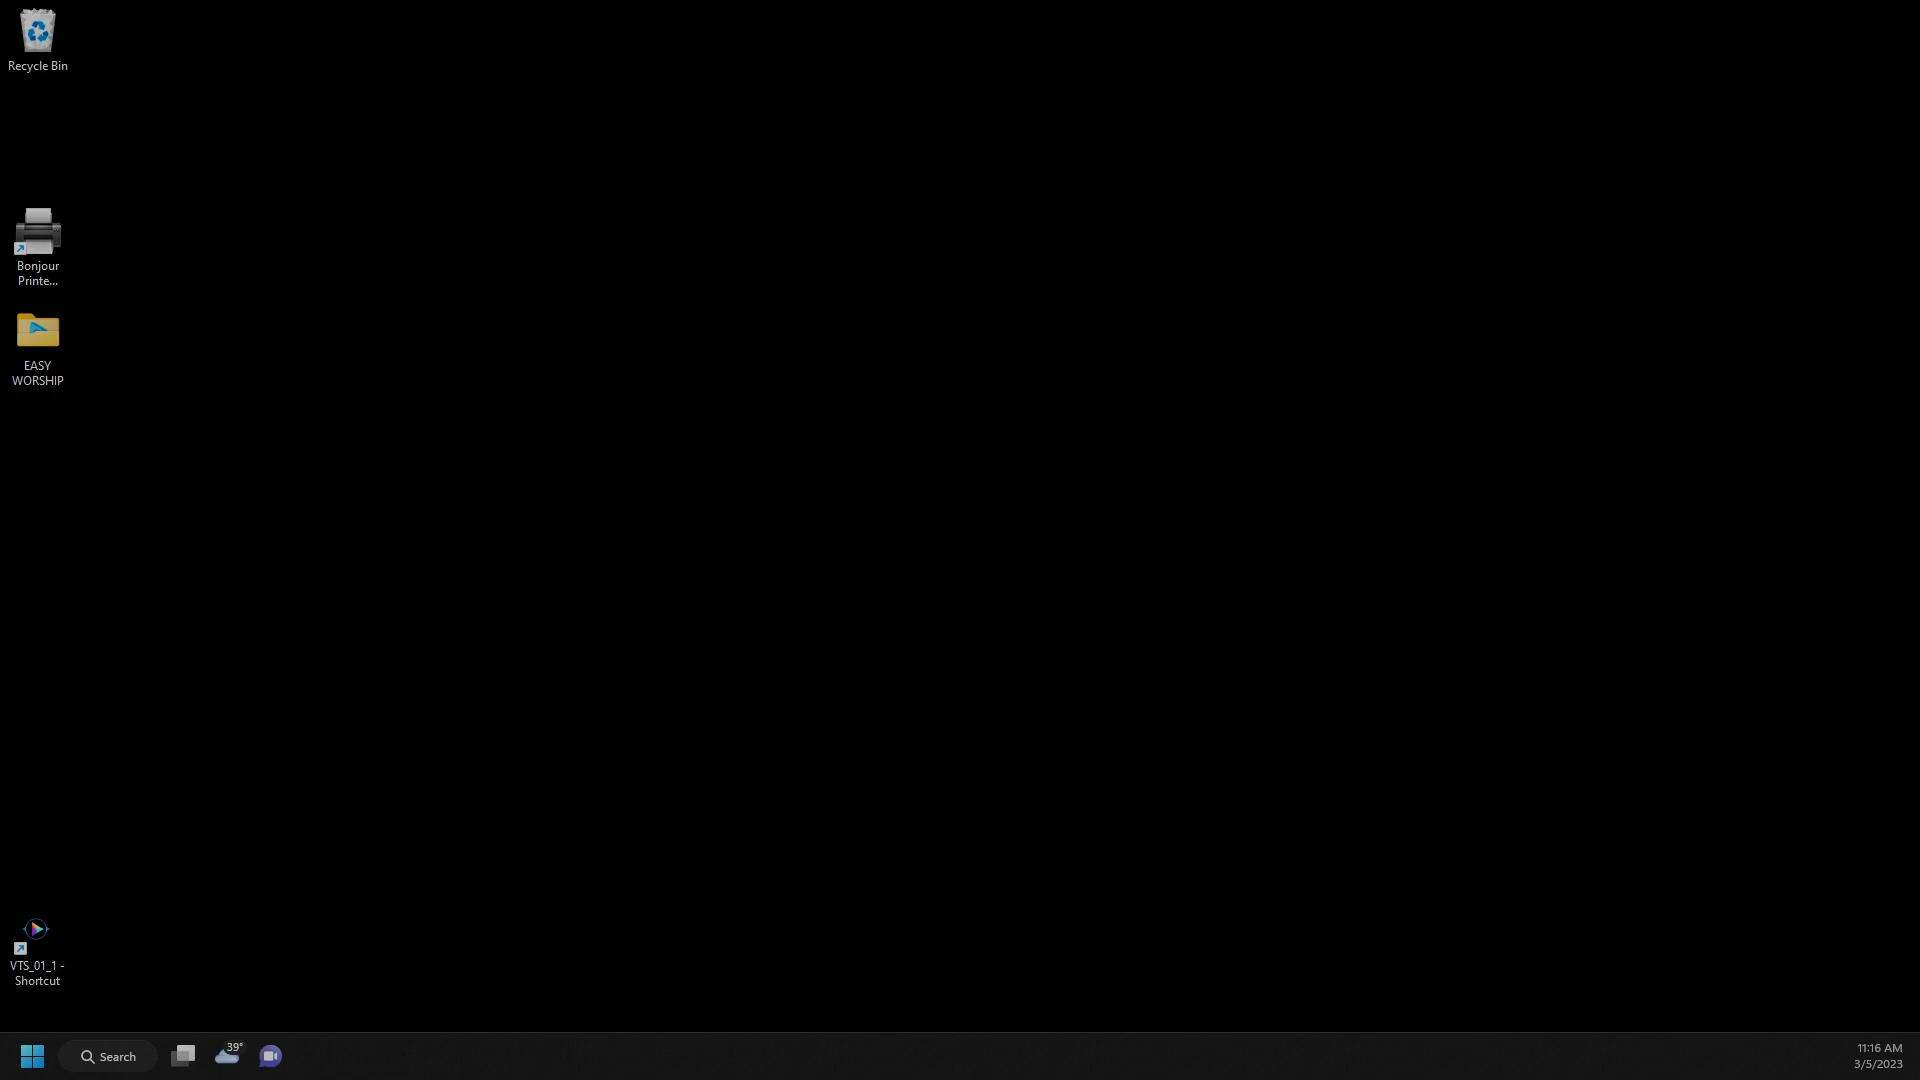 Recycle Bin
Bonjour
Printe...
EASY
WORSHIP
VTS_01_1 -
Shortcut
Search
39°
11:16 AM
3/5/2023